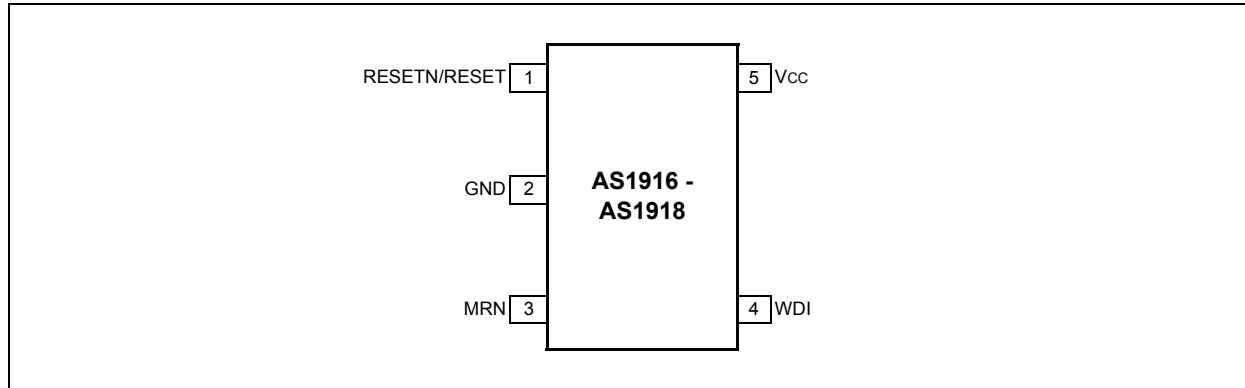 RESETN/RESET 1
5 VCC
GND 2
AS1916 -
AS1918
MRN 3
4 WDI